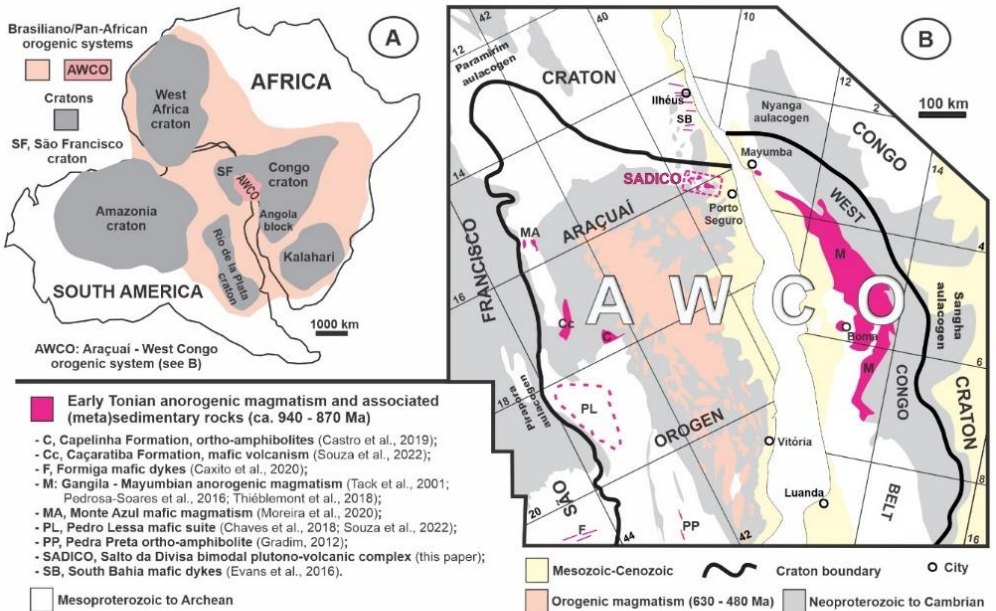 Brasiliano/Pan-African
orogenic systems
AWCO
Cratons
SF, São Francisco
craton
A
AFRICA
West
Africa
craton
SF
AWCO
Congo
craton
Angola
block
Amazonia
craton
Rio de la Plata
craton
Kalahari
SOUTH AMERICA
1000 km
AWCO: Araçuaí - West Congo
orogenic system (see B)
Early Tonian anorogenic magmatism and associated
(meta)sedimentary rocks (ca. 940 - 870 Ma)
- C, Capelinha Formation, ortho-amphibolites (Castro et al., 2019);
- Cc, Caçaratiba Formation, mafic volcanism (Souza et al., 2022);
- F, Formiga mafic dykes (Caxito et al., 2020);
- M: Gangila - Mayumbian anorogenic magmatism (Tack et al., 2001;
Pedrosa-Soares et al., 2016; Thiéblemont et al., 2018);
- MA, Monte Azul mafic magmatism (Moreira et al., 2020);
- PL, Pedro Lessa mafic suite (Chaves et al., 2018; Souza et al., 2022);
- PP, Pedra Preta ortho-amphibolite (Gradim, 2012);
- SADICO, Salto da Divisa bimodal plutono-volcanic complex (this paper);
- SB, South Bahia mafic dykes (Evans et al., 2016).
Mesoproterozoic to Archean
B
42
40
10
12
Paramirim
aulacogen
CRATON
Ilhéus
SB
Nyanga
aulacogen
12
2
100 km
CONGO
Mayumba
14
14
SADICO
Porto
Seguro
WEST
ARAÇUAÍ
MA
FRANCISCO
M
4
16
AWCO
Cc
C
Boma
Sangha
aulacogen
M
6
CONGO
18
Pirapora
aulacogen
PL
CRATON
OROGEN
Vitória
8
Luanda
BELT
SÃO
20
F
44
PP
42
16
Mesozoic-Cenozoic
Craton boundary
City
Orogenic magmatism (630 - 480 Ma)
Neoproterozoic to Cambrian